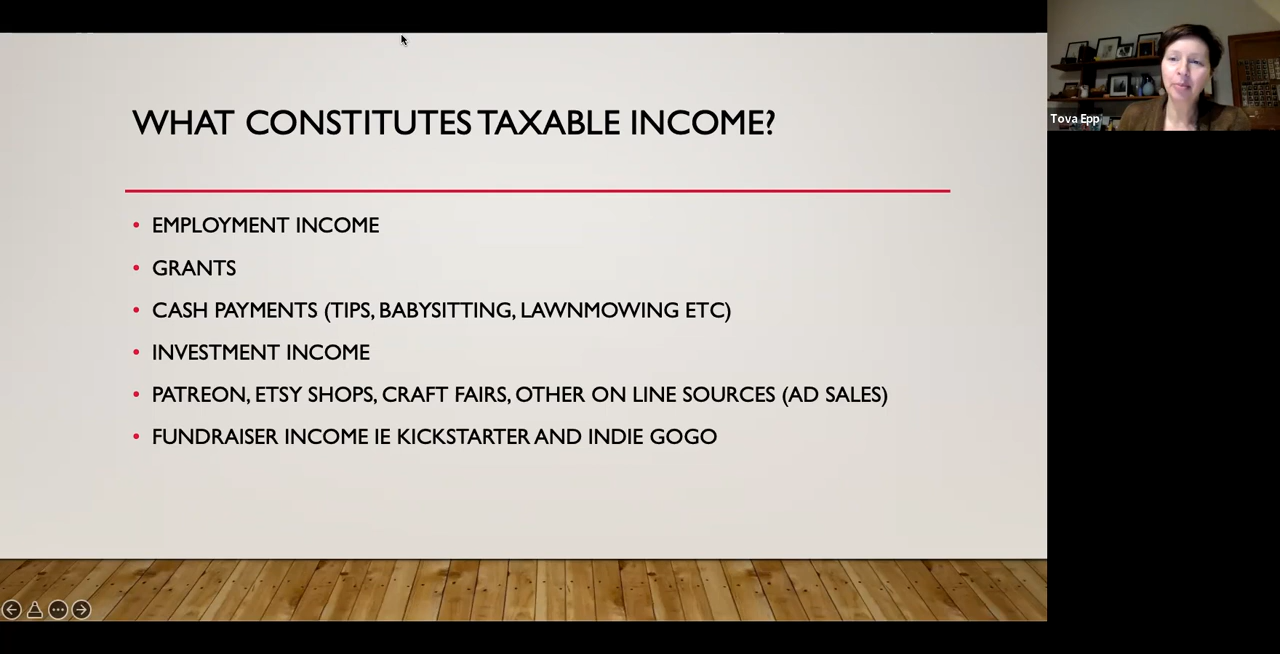 WHAT CONSTITUTES TAXABLE INCOME?
• EMPLOYMENT INCOME
• GRANTS
• CASH PAYMENTS (TIPS, BABYSITTING, LAWNMOWING ETC)
• INVESTMENT INCOME
• PATREON, ETSY SHOPS, CRAFT FAIRS, OTHER ON LINE SOURCES (AD SALES)
• FUNDRAISER INCOME IE KICKSTARTER AND INDIE GOGO
Tova Epp